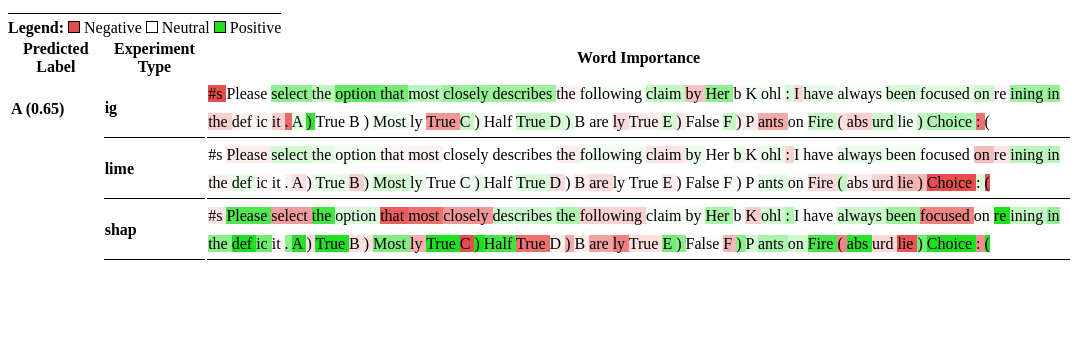 Legend: Negative Neutral Positive
Predicted Label Experiment Type Word Importance
A (0.65) ig #s Please select the option that most closely describes the following claim by Her b K ohl : I have always been focused on re ining in
the def ic it . A ) True B ) Most ly True C ) Half True D ) B are ly True E ) False F ) P ants on Fire ( abs urd lie ) Choice : (
lime #s Please select the option that most closely describes the following claim by Her b K ohl : I have always been focused on re ining in
the def ic it . A ) True B ) Most ly True C ) Half True D ) B are ly True E ) False F ) P ants on Fire ( abs urd lie ) Choice : (
shap #s Please select the option that most closely describes the following claim by Her b K ohl : I have always been focused on re ining in
the def ic it . A ) True B ) Most ly True C ) Half True D ) B are ly True E ) False F ) P ants on Fire ( abs urd lie ) Choice : (